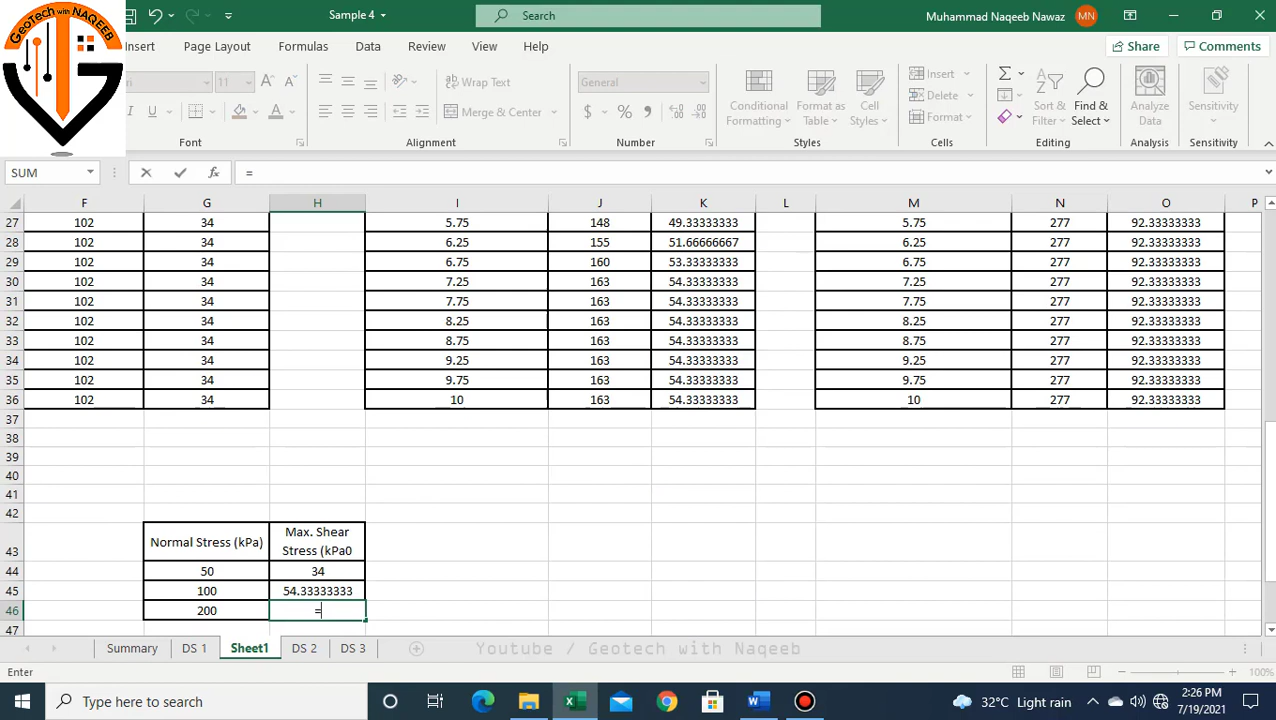 GeoTech with NAQEEB
Sample 4
Search
Muhammad Naqeeb Nawaz MN
Insert Page Layout Formulas Data Review View Help
Share Comments
11 Wrap Text General
Merge & Center
Conditional Formatting Format as Table Cell Styles
Insert Delete Format
Sort & Filter Find & Select
Analyze Data
Sensitivity
Font Alignment Number Styles Cells Editing Analysis Sensitivity
SUM =
F G H I J K L M N O P
27 102 34 5.75 148 49.33333333 5.75 277 92.33333333
28 102 34 6.25 155 51.66666667 6.25 277 92.33333333
29 102 34 6.75 160 53.33333333 6.75 277 92.33333333
30 102 34 7.25 163 54.33333333 7.25 277 92.33333333
31 102 34 7.75 163 54.33333333 7.75 277 92.33333333
32 102 34 8.25 163 54.33333333 8.25 277 92.33333333
33 102 34 8.75 163 54.33333333 8.75 277 92.33333333
34 102 34 9.25 163 54.33333333 9.25 277 92.33333333
35 102 34 9.75 163 54.33333333 9.75 277 92.33333333
36 102 34 10 163 54.33333333 10 277 92.33333333
37
38
39
40
41
42
43 Normal Stress (kPa) Max. Shear
Stress (kPa0
44 50 34
45 100 54.33333333
46 200 =
47
Summary DS 1 Sheet1 DS 2 DS 3
Youtube / Geotech with Naqeeb
Enter 100%
Type here to search
32°C Light rain
2:26 PM
7/19/2021